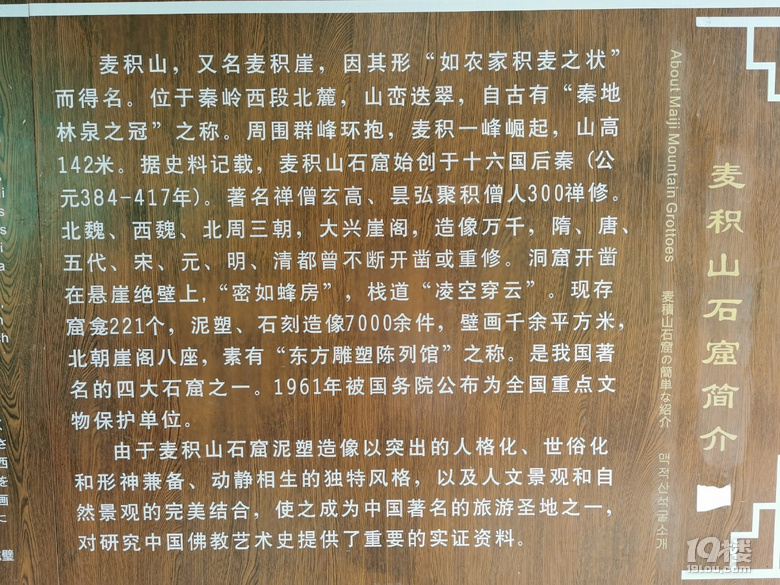 麦积山，又名麦积崖，因其形“如农家积麦之状”
而得名。位于秦岭西段北麓，山峦迭翠，自古有“秦地
林泉之冠”之称。周围群峰环抱，麦积一峰崛起，山高
142米。据史料记载，麦积山石窟始创于十六国后秦（公
元384-417年）。著名禅僧玄高、昙弘聚积僧人300禅修。
北魏、西魏、北周三朝，大兴崖阁，造像万千，隋、唐、
五代、宋、元、明、清都曾不断开凿或重修。洞窟开凿
在悬崖绝壁上，“密如蜂房”，栈道“凌空穿云”。现存
窟龛221个，泥塑、石刻造像7000余件，壁画千余平方米，
北朝崖阁八座，素有“东方雕塑陈列馆”之称。是我国著
名的四大石窟之一。1961年被国务院公布为全国重点文
物保护单位。
由于麦积山石窟泥塑造像以突出的人格化、世俗化
和形神兼备、动静相生的独特风格，以及人文景观和自
然景观的完美结合，使之成为中国著名的旅游圣地之一，
对研究中国佛教艺术史提供了重要的实证资料。
麦积山石窟简介
About Maiji Mountain Grottoes
麦積山石窟の簡単な紹介
맥적산석굴소개
19楼
19lou.com